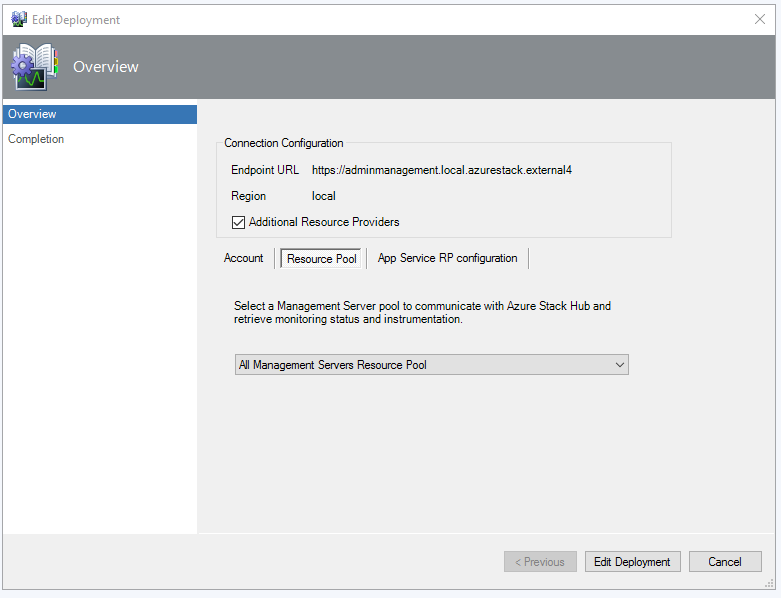 Edit Deployment
Overview
Overview
Completion
Connection Configuration
Endpoint URL https://adminmanagement.local.azurestack.external4
Region local
Additional Resource Providers
Account Resource Pool App Service RP configuration
Select a Management Server pool to communicate with Azure Stack Hub and
retrieve monitoring status and instrumentation.
All Management Servers Resource Pool
< Previous Edit Deployment Cancel